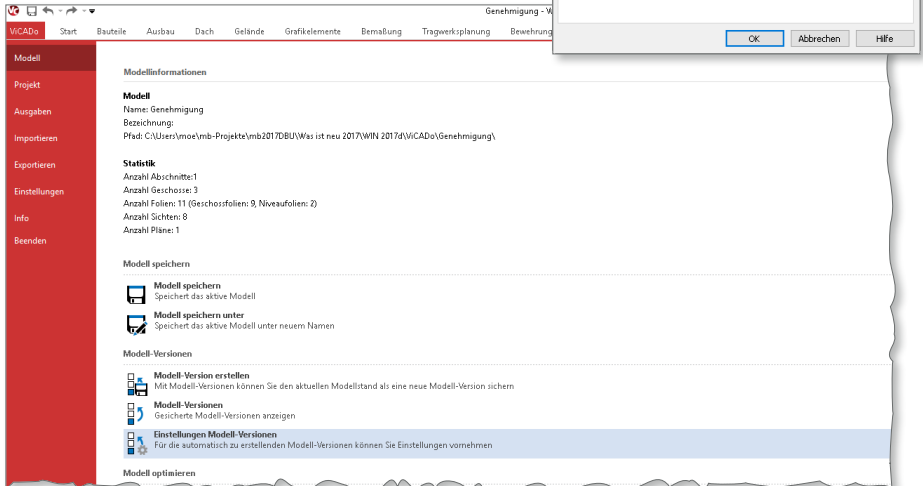 Genehmigung -
ViCADo Start Bauteile Ausbau Dach Gelände Grafikelemente Bemaßung Tragwerksplanung Bewehrung
OK Abbrechen Hilfe
Modell
Projekt
Ausgaben
Importieren
Exportieren
Einstellungen
Info
Beenden
Modellinformationen
Modell
Name: Genehmigung
Bezeichnung:
Pfad: C:\Users\moe\mb-Projekte\mb2017DBU\Was ist neu 2017\WIN 2017d\ViCADo\Genehmigung\
Statistik
Anzahl Abschnitte:1
Anzahl Geschosse: 3
Anzahl Folien: 11 (Geschossfolien: 9, Niveaufolien: 2)
Anzahl Sichten: 8
Anzahl Pläne: 1
Modell speichern
Modell speichern
Speichert das aktive Modell
Modell speichern unter
Speichert das aktive Modell unter neuem Namen
Modell-Versionen
Modell-Version erstellen
Mit Modell-Versionen können Sie den aktuellen Modellstand als eine neue Modell-Version sichern
Modell-Versionen
Gesicherte Modell-Versionen anzeigen
Einstellungen Modell-Versionen
Für die automatisch zu erstellenden Modell-Versionen können Sie Einstellungen vornehmen
Modell optimieren